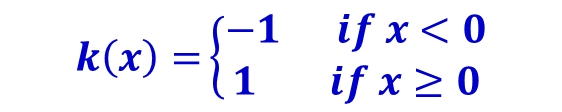 k(x) = { −1 if x < 0
1 if x ≥ 0